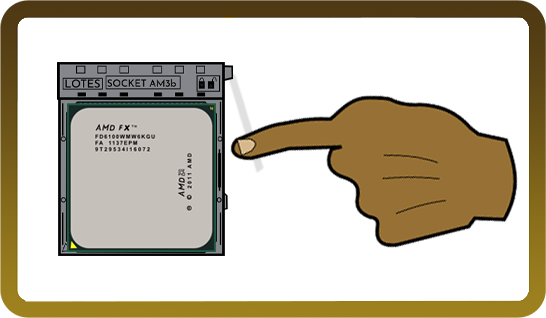 LOTES SOCKET AM3b
AMD FX™
FD6100WMW6KGU
FA 1137EPM
9T29534I16072
AMD
® © 2011 AMD